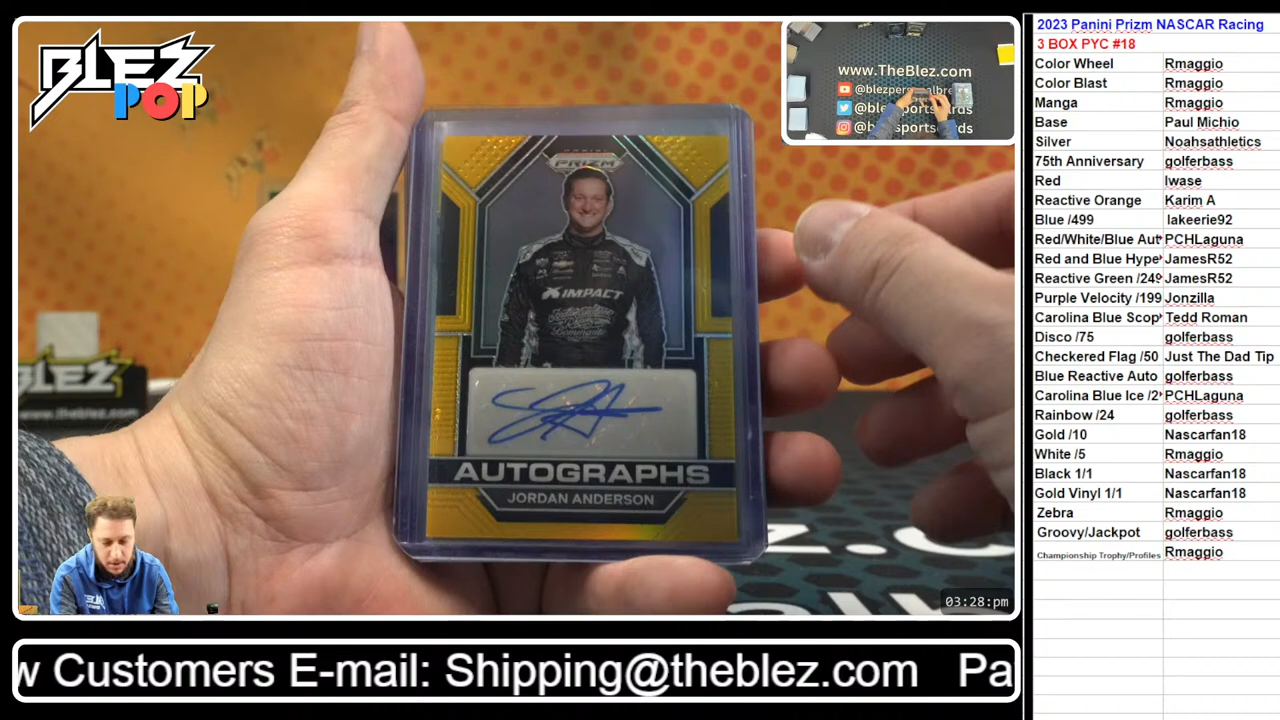 BLEZ
POP
www.TheBlez.com
PRIZM
IMPACT
AUTOGRAPHS
JORDAN ANDERSON
BLEZ
www.theblez.com
03:28:pm
w Customers E-mail: Shipping@theblez.com Pa
2023 Panini Prizm NASCAR Racing
3 BOX PYC #18
Color Wheel Rmaggio
Color Blast Rmaggio
Manga Rmaggio
Base Paul Michio
Silver Noahsathletics
75th Anniversary golferbass
Red Iwase
Reactive Orange Karim A
Blue /499 lakeerie92
Red/White/Blue Aut PCHLaguna
Red and Blue Hype JamesR52
Reactive Green /249 JamesR52
Purple Velocity /199 Jonzilla
Carolina Blue Scop Tedd Roman
Disco /75 golferbass
Checkered Flag /50 Just The Dad Tip
Blue Reactive Auto golferbass
Carolina Blue Ice /2 PCHLaguna
Rainbow /24 golferbass
Gold /10 Nascarfan18
White /5 Rmaggio
Black 1/1 Nascarfan18
Gold Vinyl 1/1 Nascarfan18
Zebra Rmaggio
Groovy/Jackpot golferbass
Championship Trophy/Profiles Rmaggio